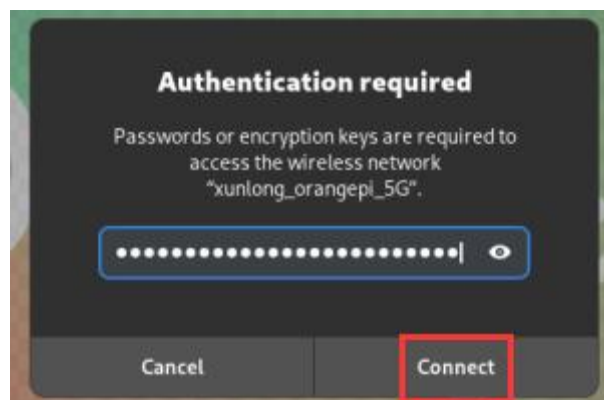 Authentication required
Passwords or encryption keys are required to
access the wireless network
“xunlong_orangepi_5G”.
Cancel
Connect